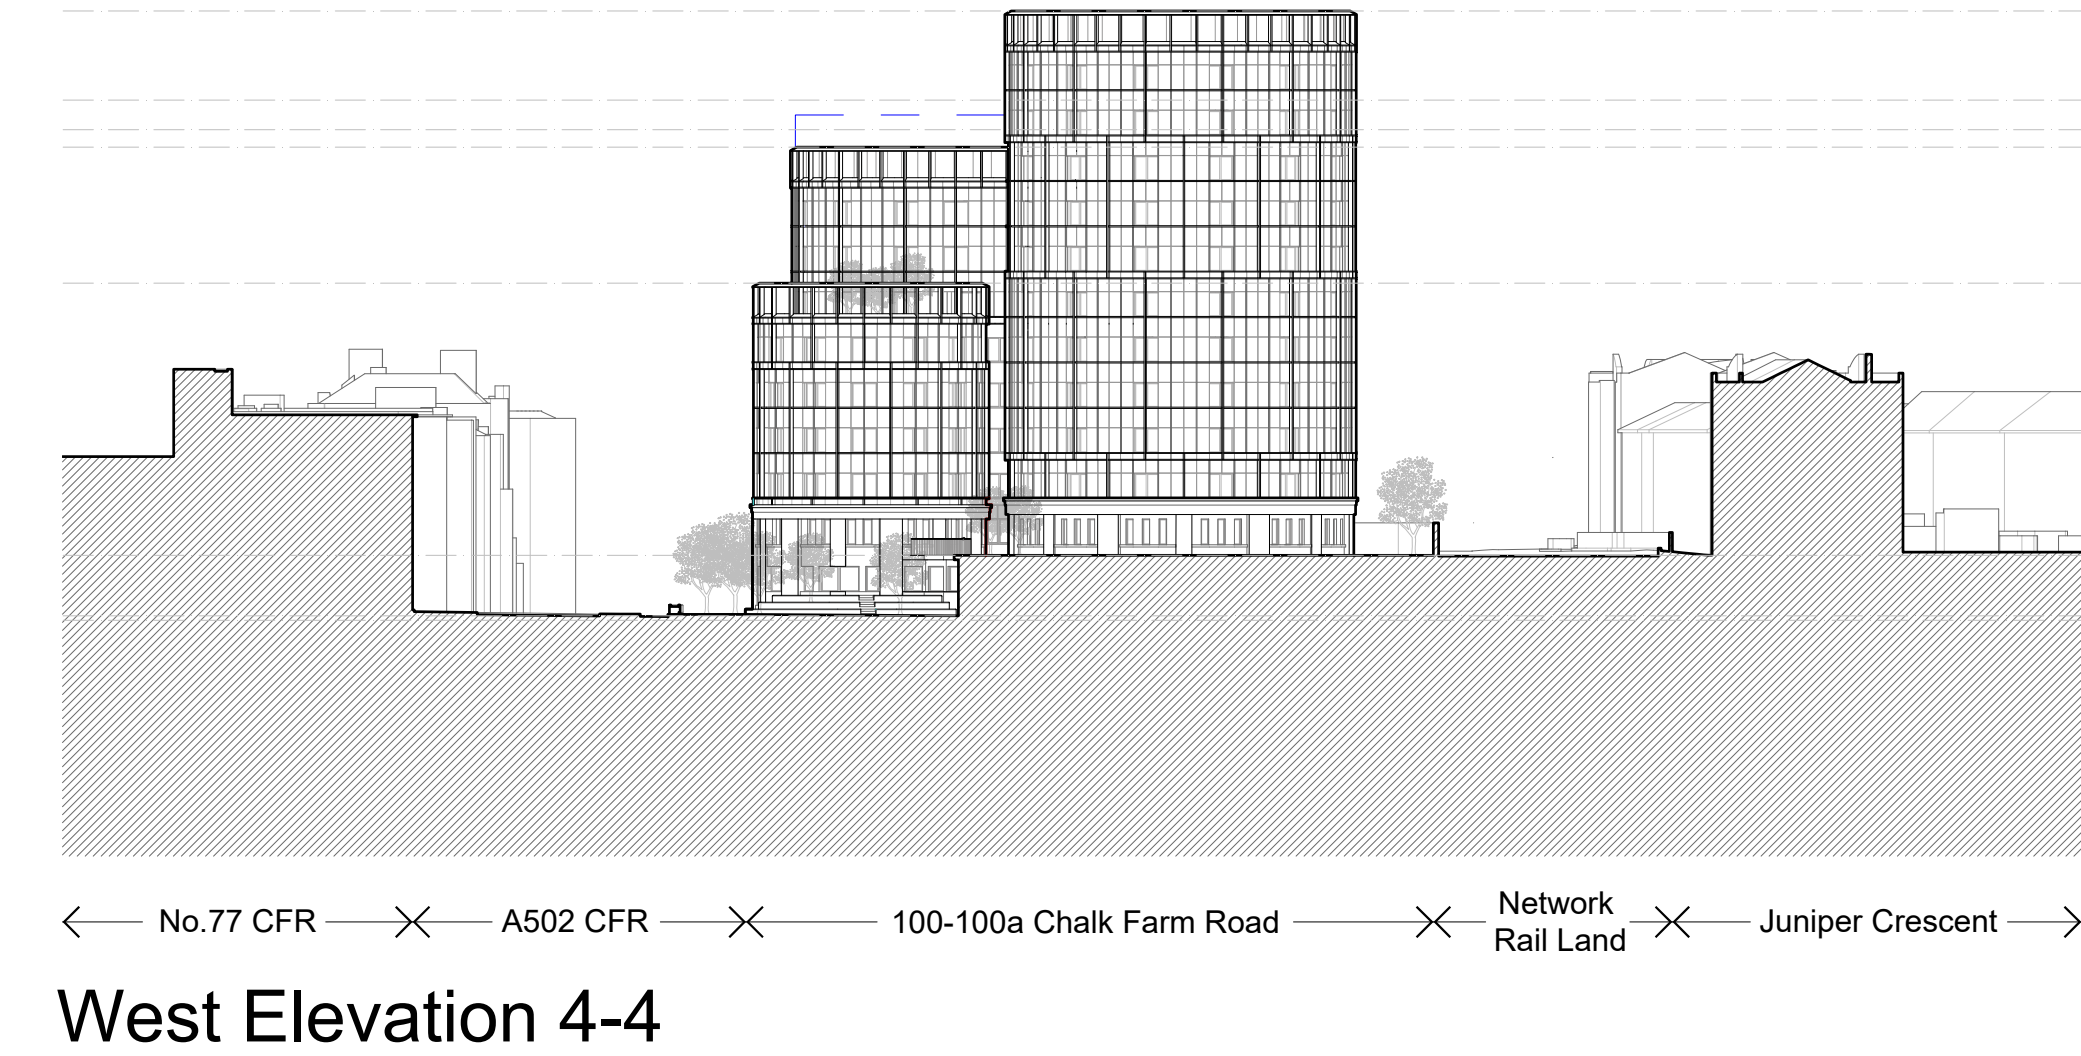 No.77 CFR
A502 CFR
100-100a Chalk Farm Road
Network
Rail Land
Juniper Crescent
West Elevation 4-4